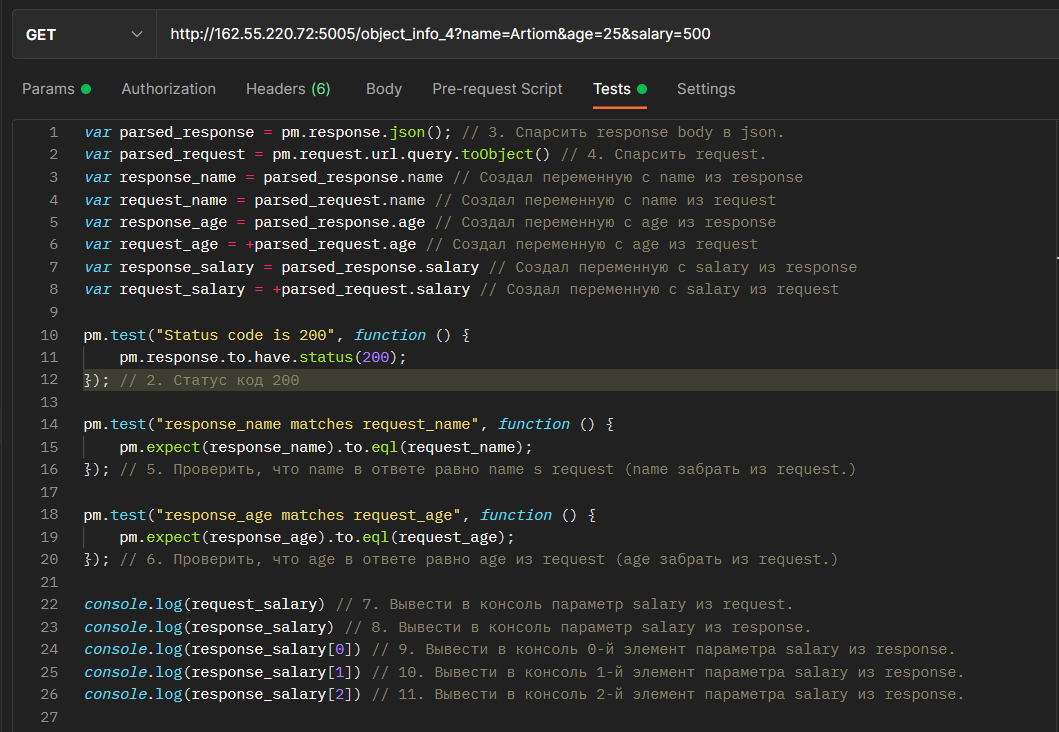 GET http://162.55.220.72:5005/object_info_4?name=Artiom&age=25&salary=500
Params Authorization Headers (6) Body Pre-request Script Tests Settings
1 var parsed_response = pm.response.json(); // 3. Спарсить response body в json.
2 var parsed_request = pm.request.url.query.toObject() // 4. Спарсить request.
3 var response_name = parsed_response.name // Создал переменную с name из response
4 var request_name = parsed_request.name // Создал переменную с name из request
5 var response_age = parsed_response.age // Создал переменную с age из response
6 var request_age = +parsed_request.age // Создал переменную с age из request
7 var response_salary = parsed_response.salary // Создал переменную с salary из response
8 var request_salary = +parsed_request.salary // Создал переменную с salary из request
9
10 pm.test("Status code is 200", function () {
11     pm.response.to.have.status(200);
12 }); // 2. Статус код 200
13
14 pm.test("response_name matches request_name", function () {
15     pm.expect(response_name).to.eql(request_name);
16 }); // 5. Проверить, что name в ответе равно name s request (name забрать из request.)
17
18 pm.test("response_age matches request_age", function () {
19     pm.expect(response_age).to.eql(request_age);
20 }); // 6. Проверить, что age в ответе равно age из request (age забрать из request.)
21
22 console.log(request_salary) // 7. Вывести в консоль параметр salary из request.
23 console.log(response_salary) // 8. Вывести в консоль параметр salary из response.
24 console.log(response_salary[0]) // 9. Вывести в консоль 0-й элемент параметра salary из response.
25 console.log(response_salary[1]) // 10. Вывести в консоль 1-й элемент параметра salary из response.
26 console.log(response_salary[2]) // 11. Вывести в консоль 2-й элемент параметра salary из response.
27